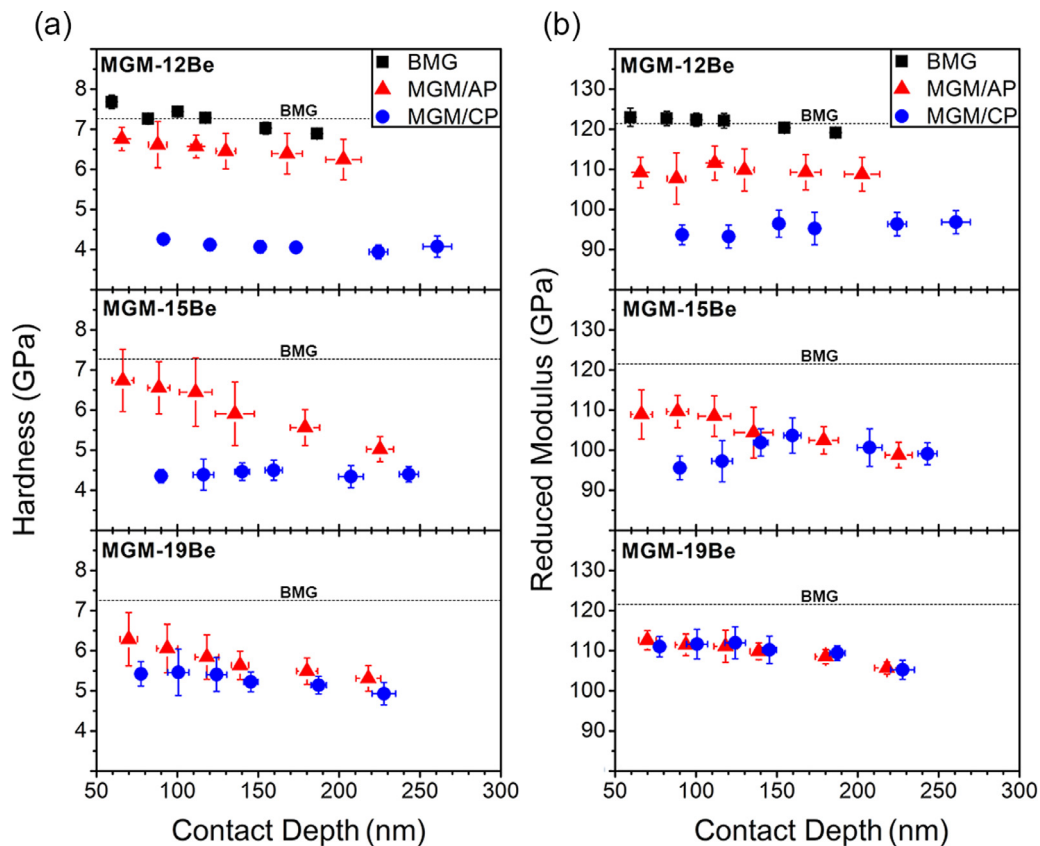 (a)
(b)
MGM-12Be
BMG
MGM/AP
MGM/CP
BMG
8
7
6
5
4
MGM-15Be
BMG
8
7
6
5
4
MGM-19Be
BMG
8
7
6
5
4
50 100 150 200 250 300
Hardness (GPa)
Contact Depth (nm)
MGM-12Be
BMG
MGM/AP
MGM/CP
BMG
130
120
110
100
90
MGM-15Be
BMG
130
120
110
100
90
MGM-19Be
BMG
130
120
110
100
90
80
50 100 150 200 250 300
Reduced Modulus (GPa)
Contact Depth (nm)